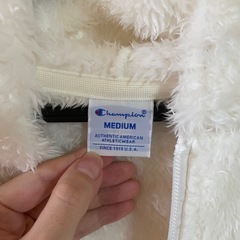 Champion
MEDIUM
AUTHENTIC AMERICAN
ATHLETICWEAR
SINCE 1919 U.S.A.